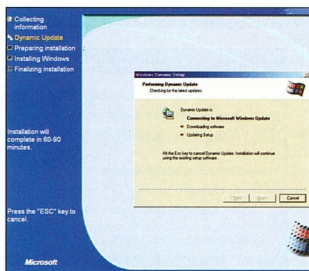 Collecting
information
Dynamic Update
Preparing installation
Installing Windows
Finalizing installation
Installation will
complete in 80-90
minutes.
Press the "ESC" key to
cancel.
Microsoft
Windows Dynamic Setup
Performing Dynamic Update
Checking for the latest updates.
Dynamic Update is
Connecting to Microsoft Windows Update
Downloading software
Updating Setup
Hit the Esc key to cancel Dynamic Update. Installation will continue
using the existing setup software.
Cancel